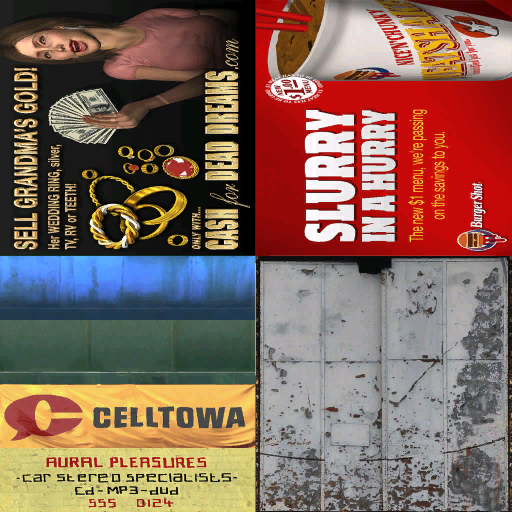 SELL GRANDMA'S GOLD!
Her WEDDING RING, silver,
TV, RV or TEETH!
ONLY WITH...
CASH for DEAD DREAMS.com
SLURRY
IN A HURRY
The new $1 menu, we're passing
on the savings to you.
Burger Shot
CELLTOWA
AURAL PLEASURES
-car stereo specialists-
Cd-MP3-dvd
555 0124